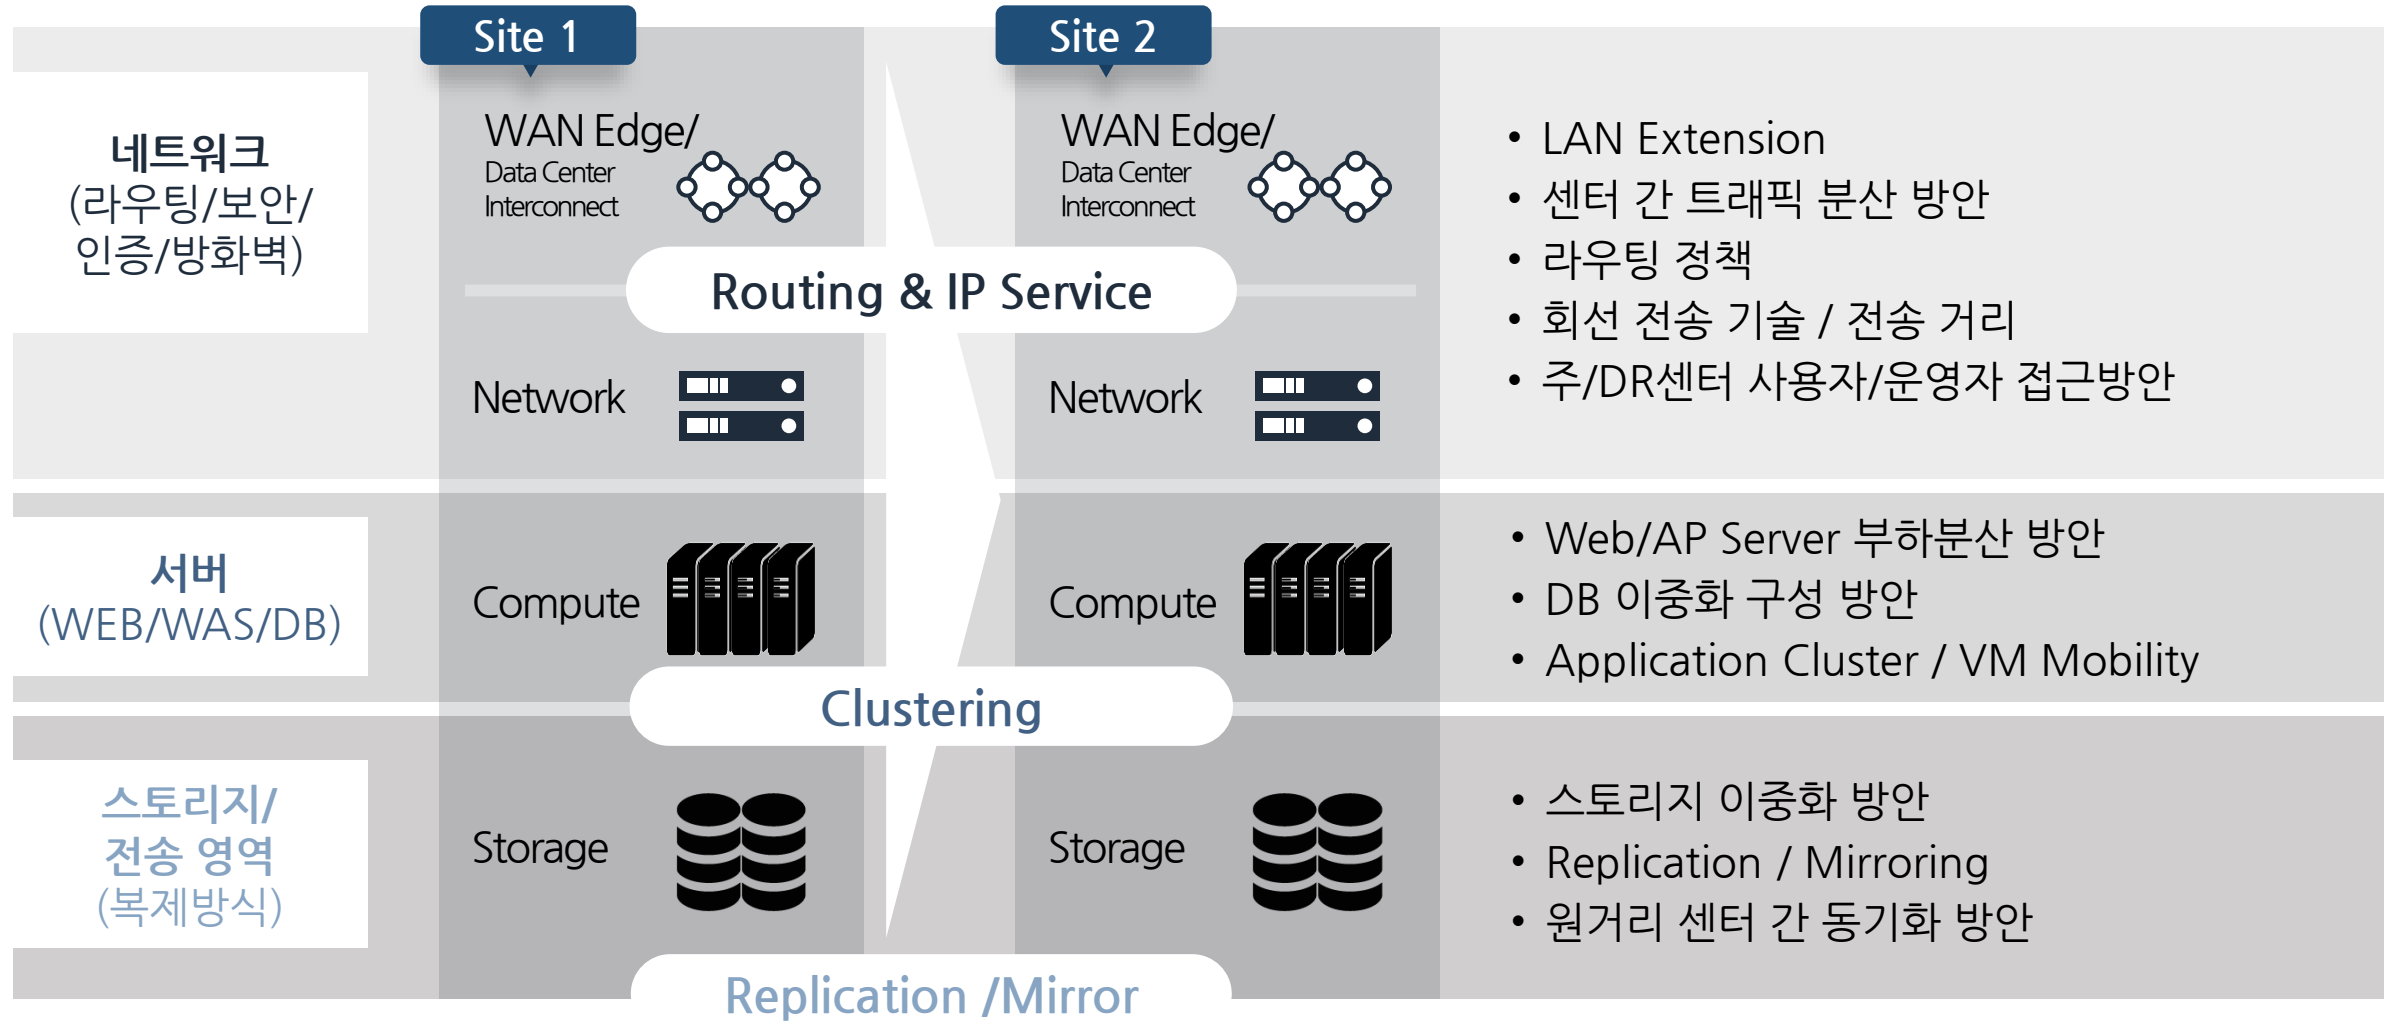 Site 1
Site 2
네트워크
(라우팅/보안/
인증/방화벽)
WAN Edge/
Data Center
Interconnect
WAN Edge/
Data Center
Interconnect
Routing & IP Service
Network
Network
• LAN Extension
• 센터 간 트래픽 분산 방안
• 라우팅 정책
• 회선 전송 기술 / 전송 거리
• 주/DR센터 사용자/운영자 접근방안
서버
(WEB/WAS/DB)
Compute
Compute
• Web/AP Server 부하분산 방안
• DB 이중화 구성 방안
• Application Cluster / VM Mobility
Clustering
스토리지/
전송 영역
(복제방식)
Storage
Storage
• 스토리지 이중화 방안
• Replication / Mirroring
• 원거리 센터 간 동기화 방안
Replication /Mirror